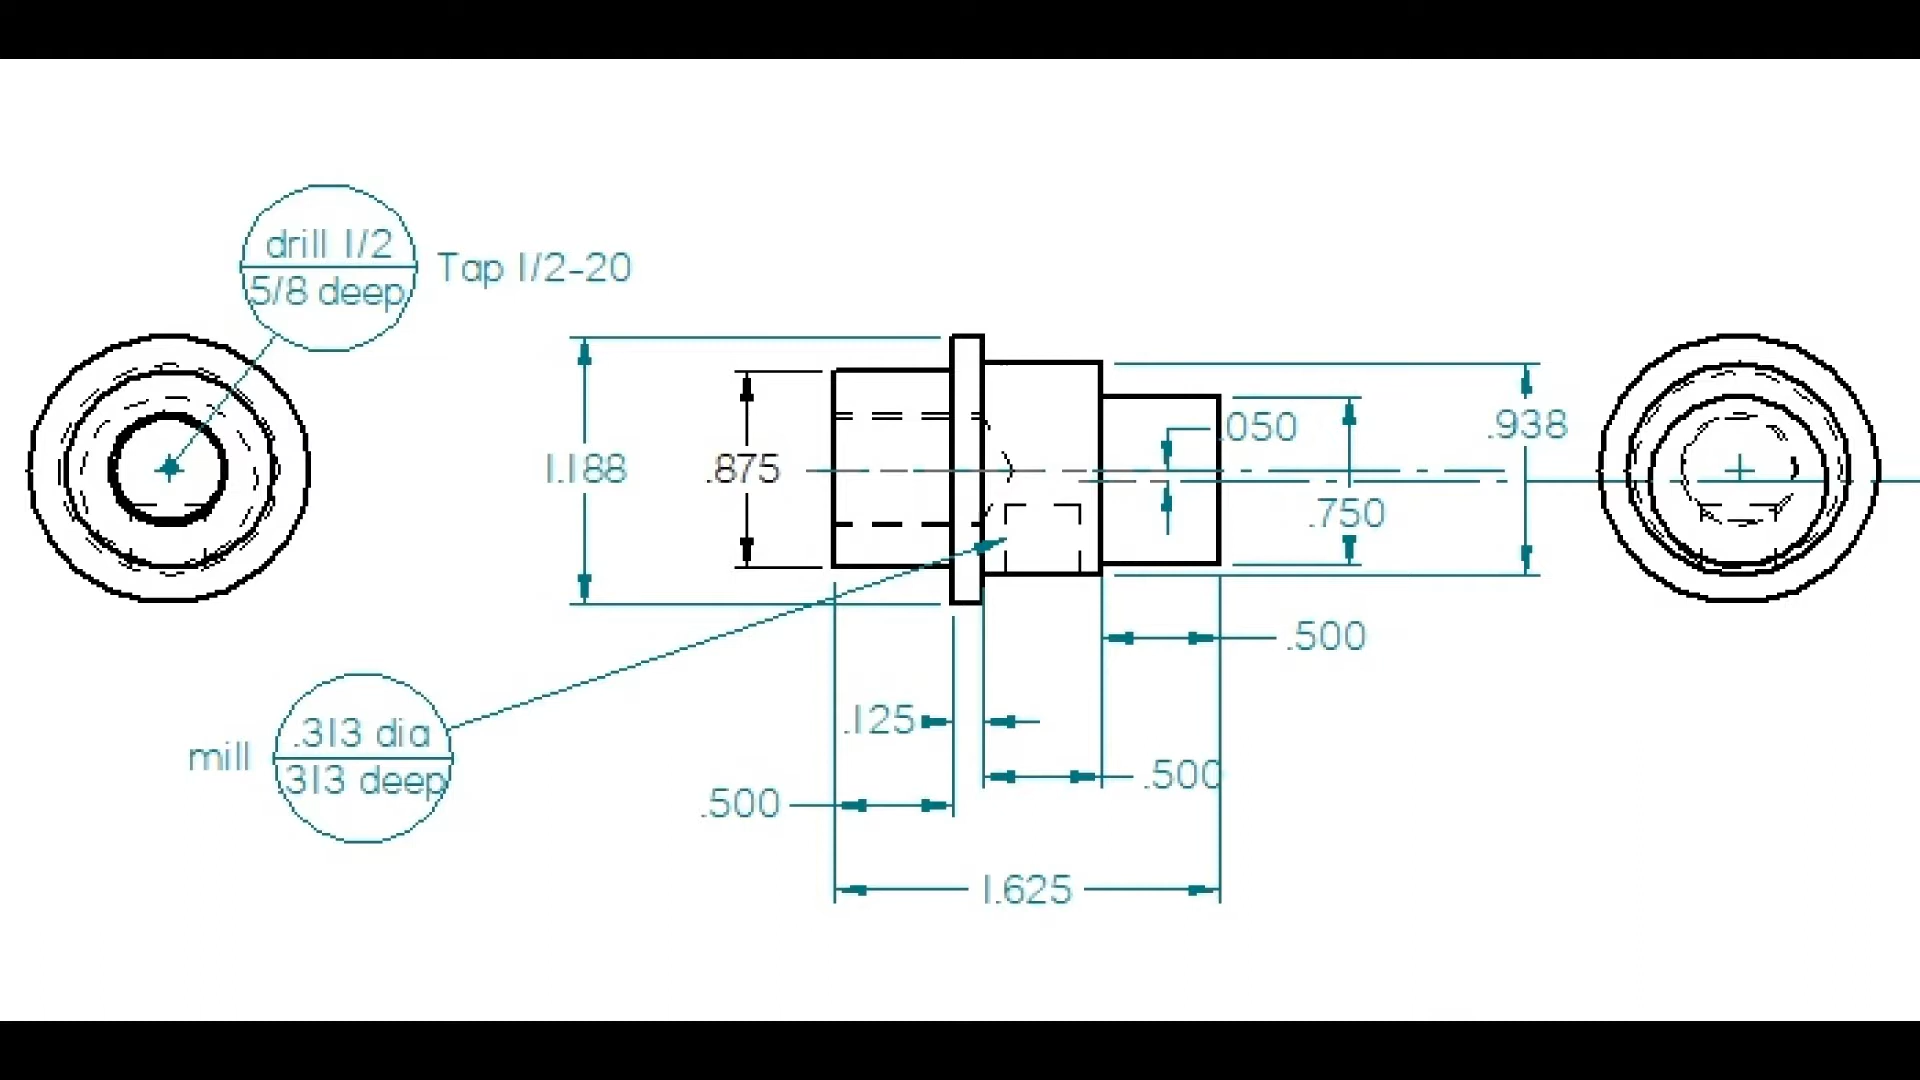 drill 1/2
5/8 deep
Tap 1/2-20
1.188
.875
.050
.938
.750
.500
.125
.313 dia
mill
.313 deep
.500
.500
1.625